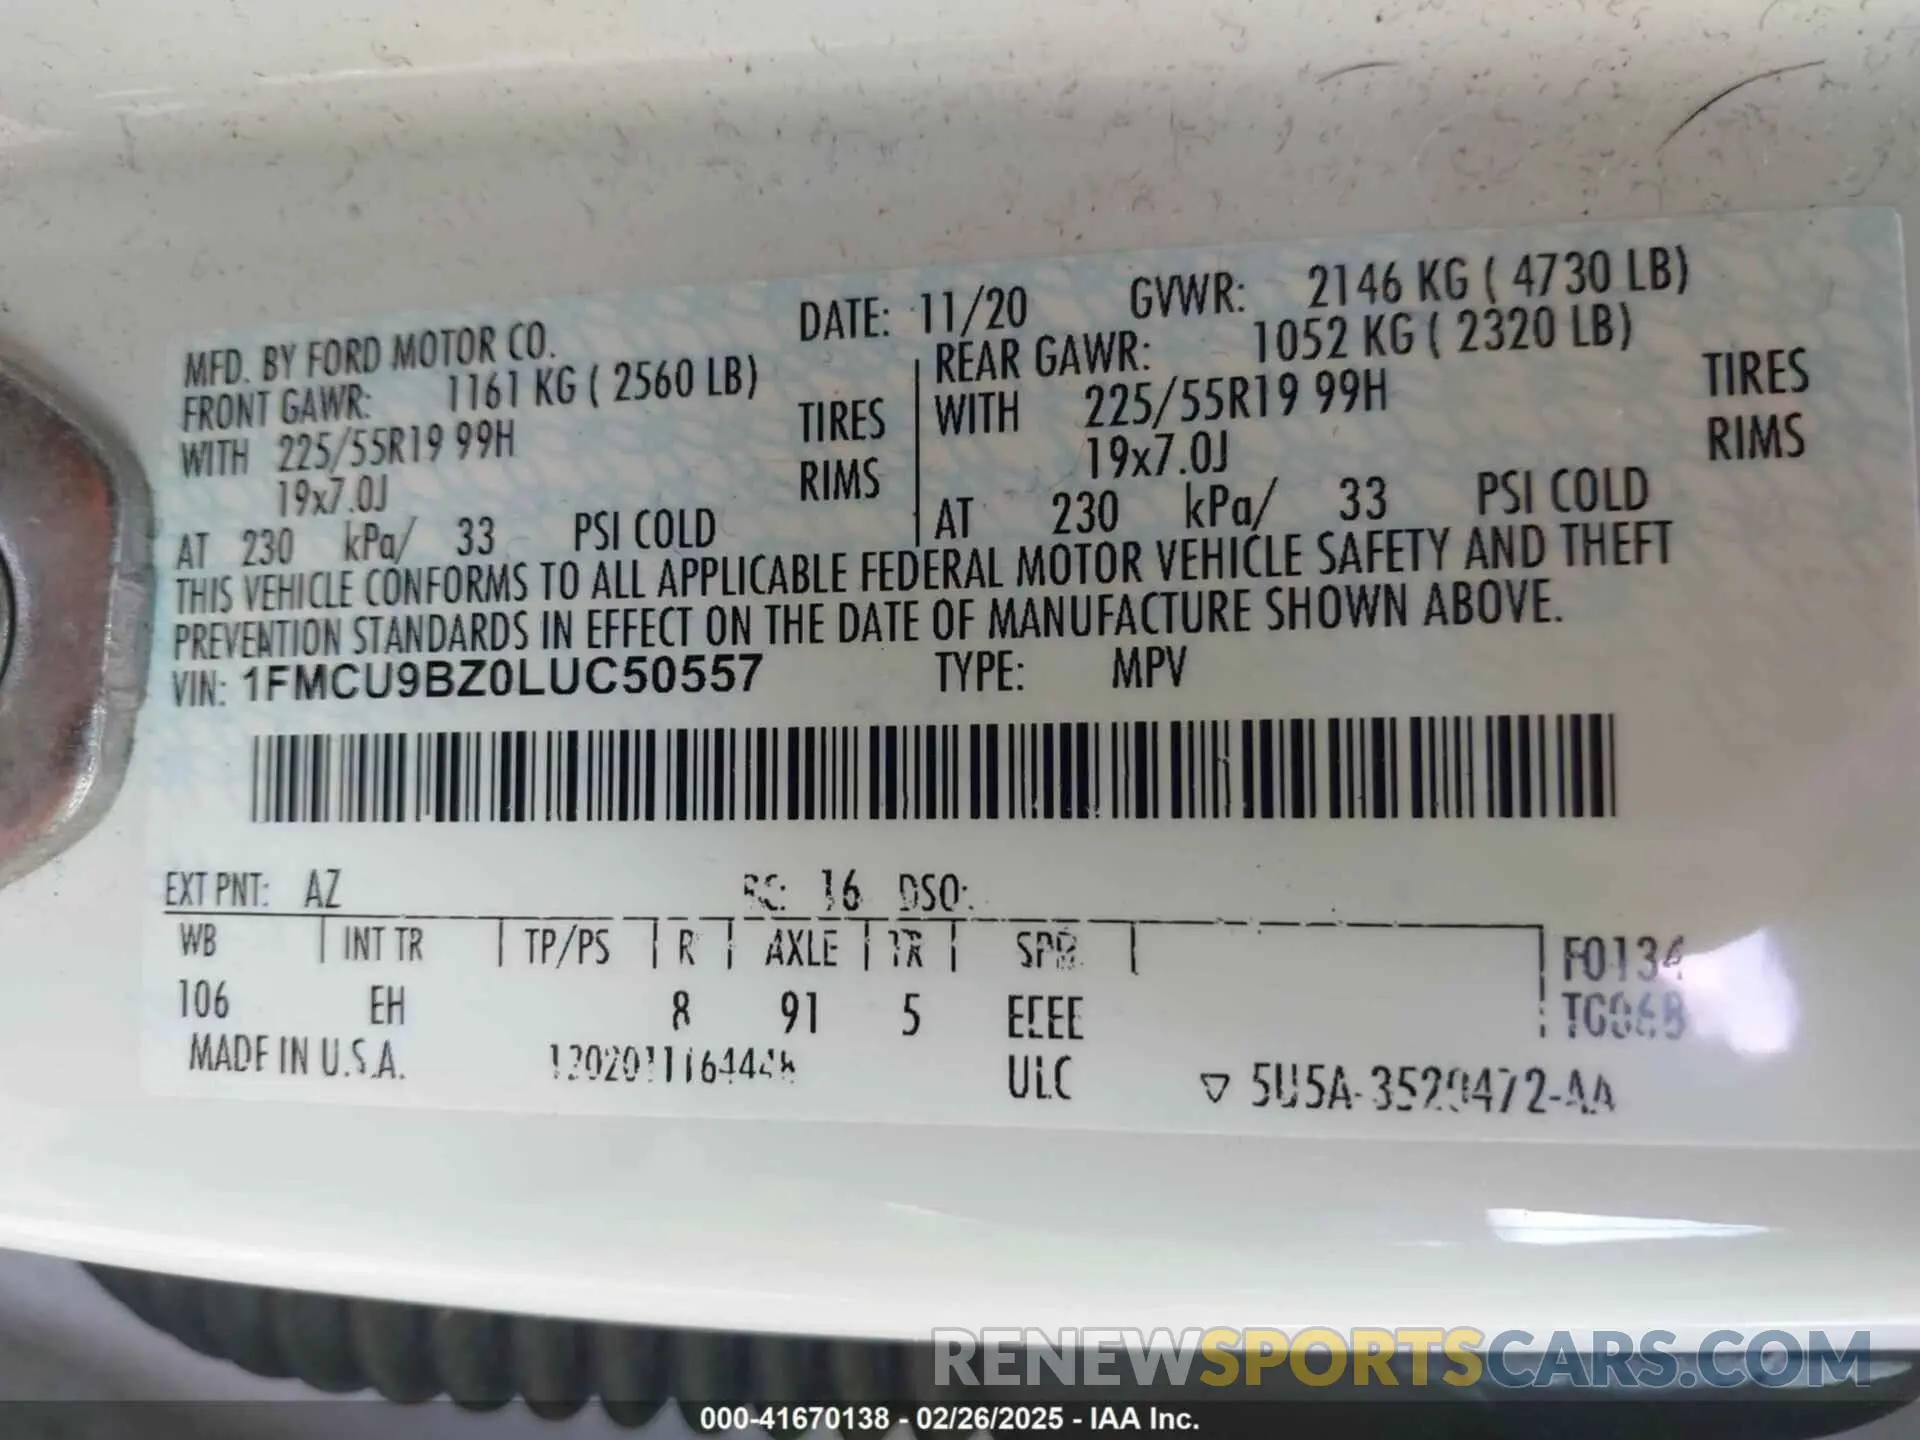 MFD. BY FORD MOTOR CO. DATE: 11/20 GVWR: 2146 KG ( 4730 LB)
FRONT GAWR: 1161 KG ( 2560 LB) REAR GAWR: 1052 KG ( 2320 LB)
WITH 225/55R19 99H TIRES WITH 225/55R19 99H TIRES
19x7.0J RIMS 19x7.0J RIMS
AT 230 kPa/ 33 PSI COLD AT 230 kPa/ 33 PSI COLD
THIS VEHICLE CONFORMS TO ALL APPLICABLE FEDERAL MOTOR VEHICLE SAFETY AND THEFT
PREVENTION STANDARDS IN EFFECT ON THE DATE OF MANUFACTURE SHOWN ABOVE.
VIN: 1FMCU9BZ0LUC50557 TYPE: MPV
EXT PNT: AZ RC: 16 DSO:
WB INT TR TP/PS R AXLE TR SPR F0134
106 EH 8 91 5 EEEE
MADE IN U.S.A. ULC ▽ 5U5A-3520472-AA
RENEWSPORTSCARS.COM
000-41670138 - 02/26/2025 - IAA Inc.